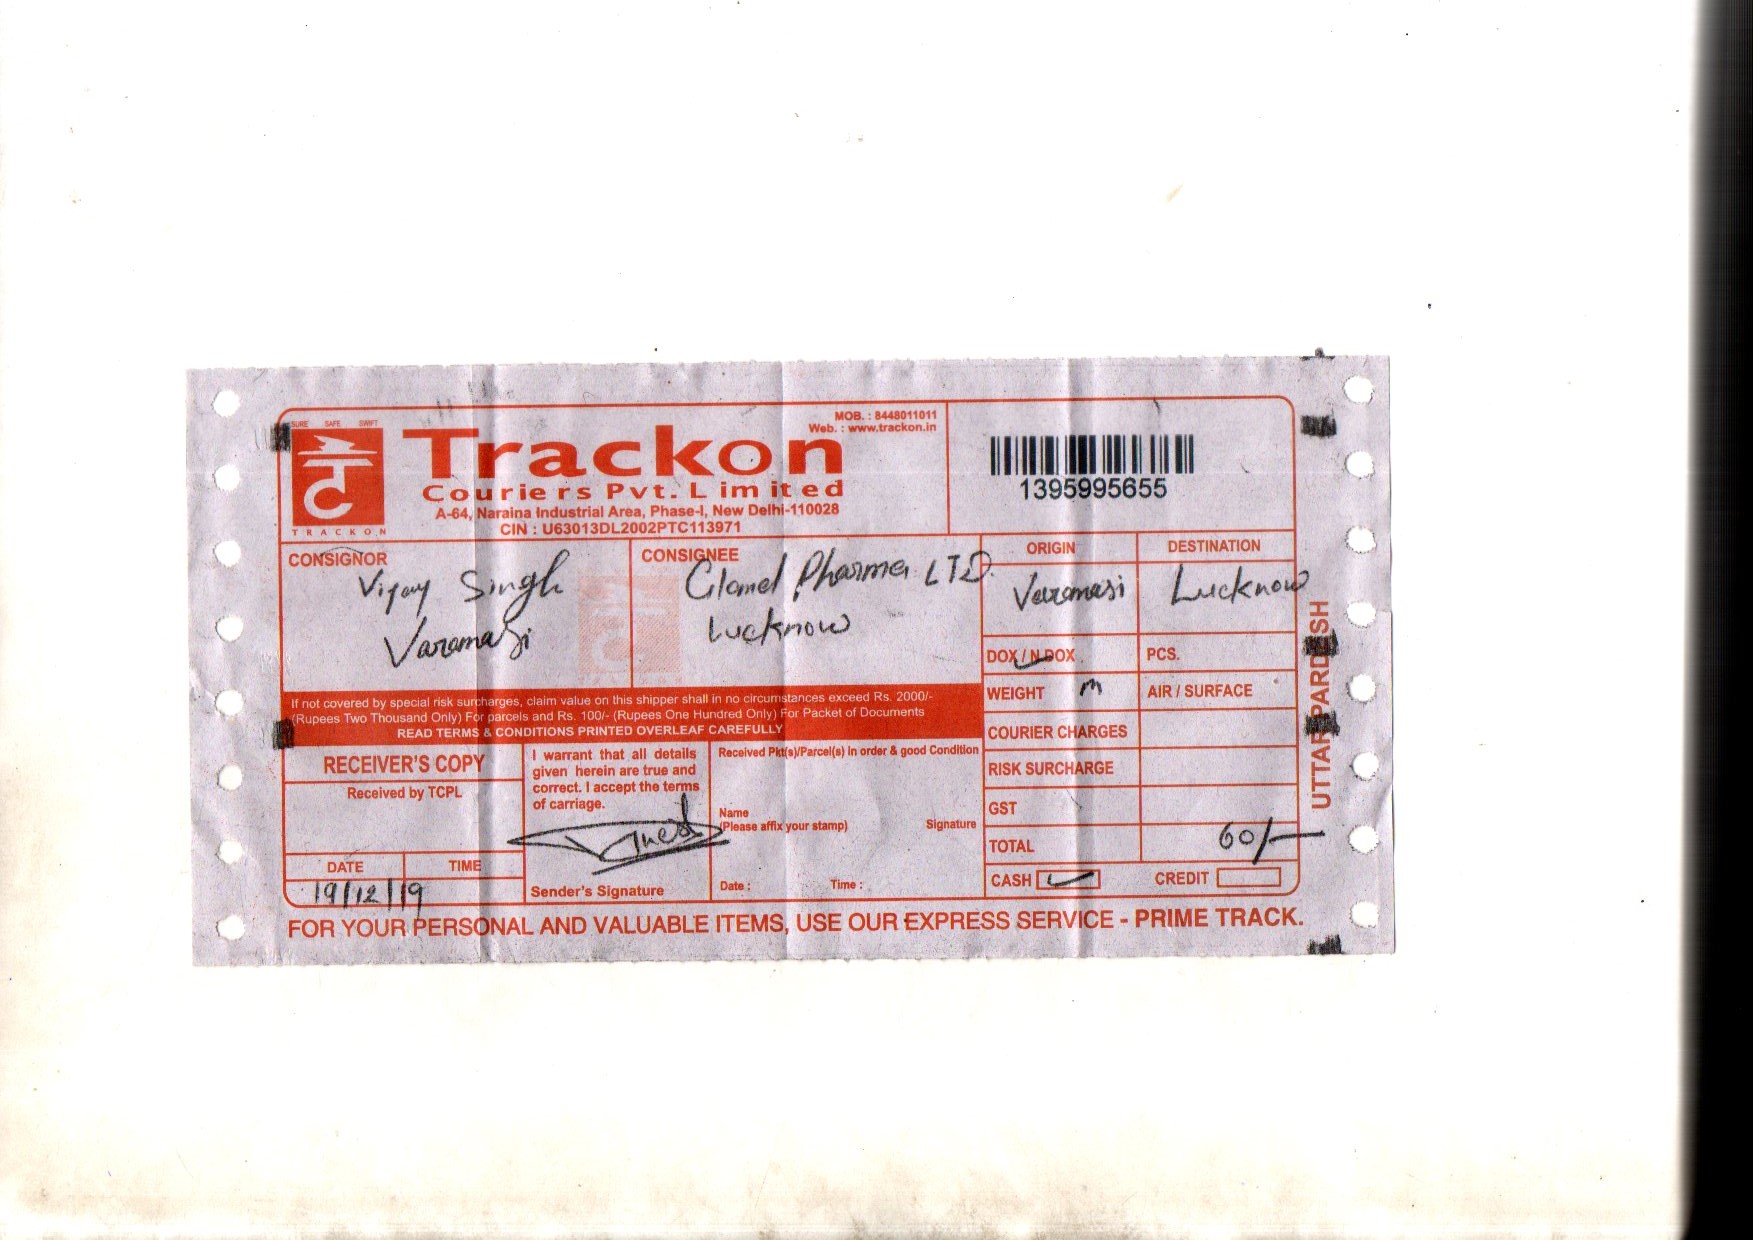 MOB. : 8448011011
Web. : www.trackon.in
SURE SAFE SWIFT
TRACKON
Trackon
Couriers Pvt. Limited
A-64, Naraina Industrial Area, Phase-I, New Delhi-110028
CIN : U63013DL2002PTC113971
1395995655
CONSIGNOR
Vijay Singh
Varanasi
CONSIGNEE
Pharma LTD.
Lucknow
ORIGIN
Varanasi
DESTINATION
Lucknow
DOX / N DOX
PCS.
WEIGHT
AIR / SURFACE
COURIER CHARGES
RISK SURCHARGE
GST
TOTAL 60/-
CASH
CREDIT
If not covered by special risk surcharges, claim value on this shipper shall in no circumstances exceed Rs. 2000/-
(Rupees Two Thousand Only) For parcels and Rs. 100/- (Rupees One Hundred Only) For Packet of Documents
READ TERMS & CONDITIONS PRINTED OVERLEAF CAREFULLY
RECEIVER'S COPY
Received by TCPL
DATE TIME
19/12/19
I warrant that all details
given herein are true and
correct. I accept the terms
of carriage.
Sender's Signature
Received Pkt(s)/Parcel(s) in order & good Condition
Name
(Please affix your stamp) Signature
Date : Time :
UTTAR PARDESH
FOR YOUR PERSONAL AND VALUABLE ITEMS, USE OUR EXPRESS SERVICE - PRIME TRACK.